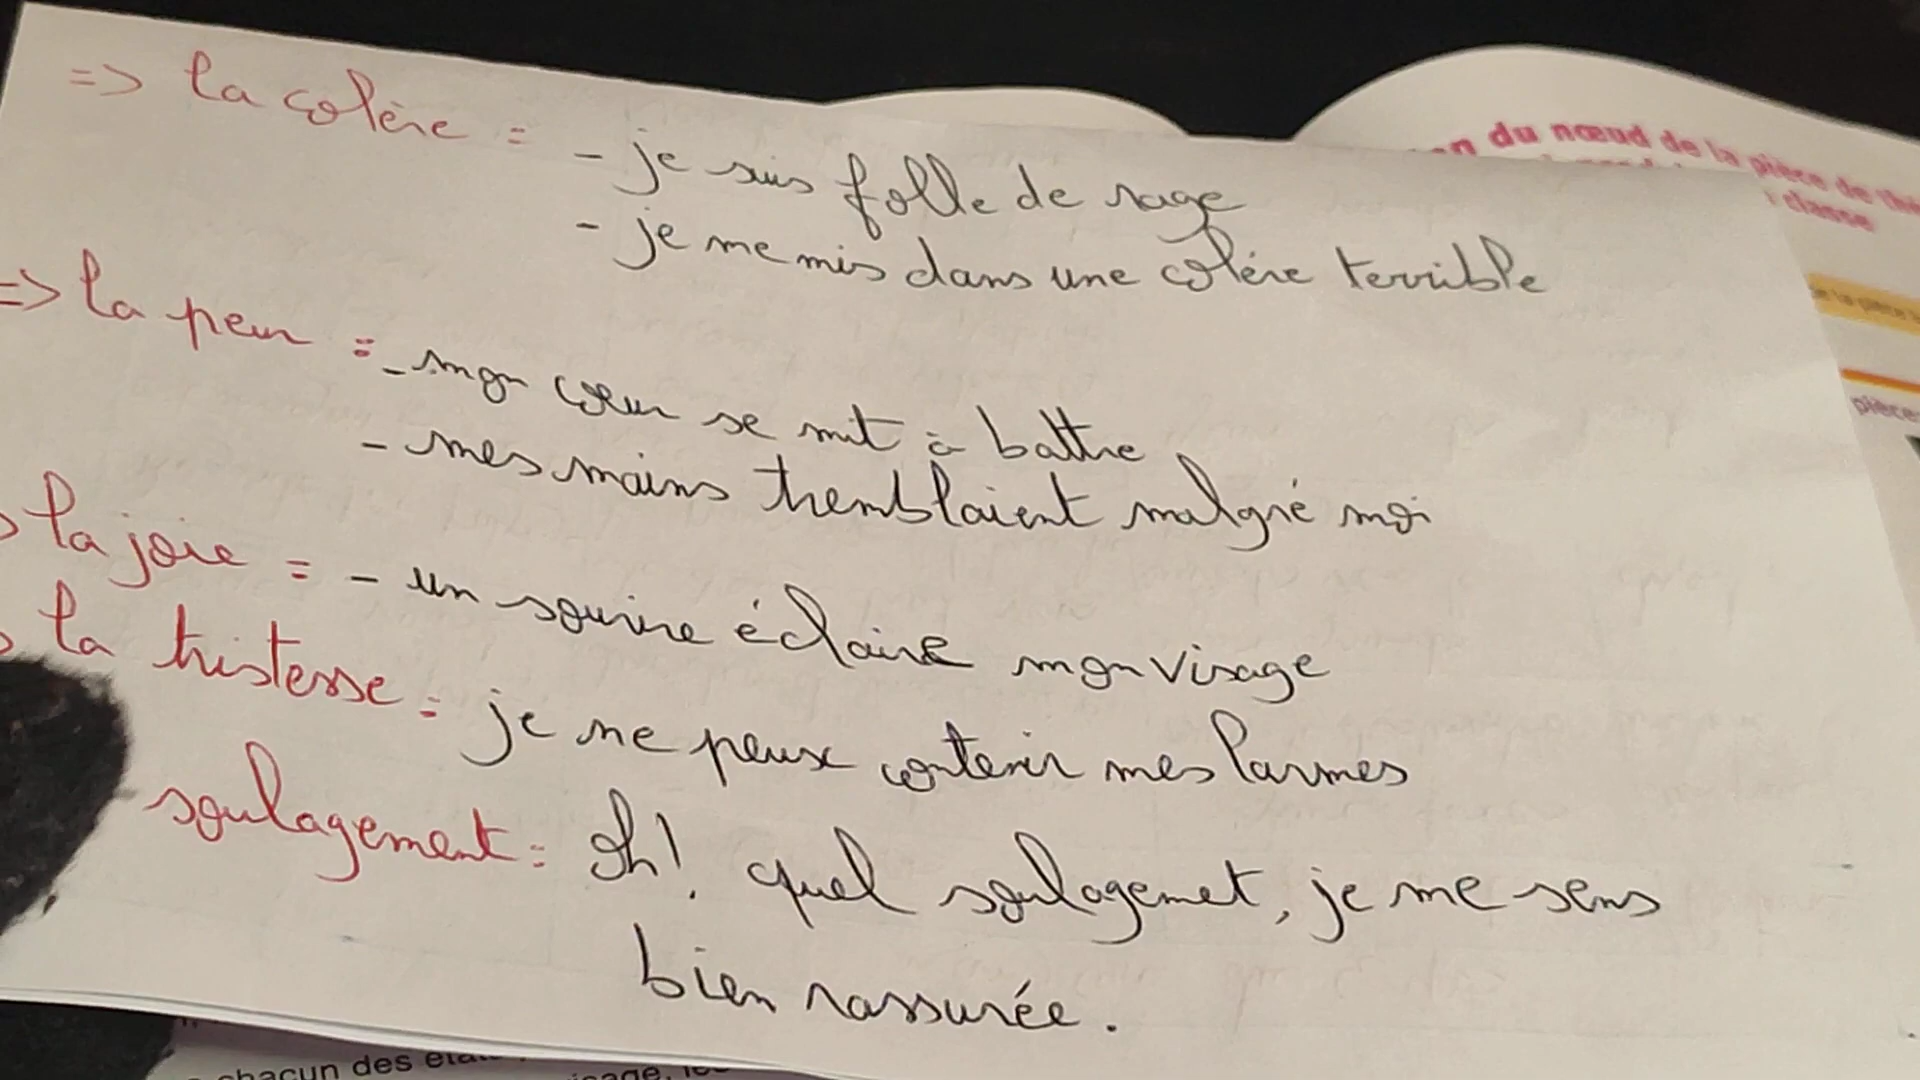 => la colère = - je suis folle de rage
- je me mis dans une colère terrible
=> la peur = - mon cœur se mit à battre
- mes mains tremblaient malgré moi
la joie = - un sourire éclaire mon visage
la tristesse = je ne peux contenir mes larmes
soulagement = Oh! quel soulagemet, je me sens
bien rassurée.
du nœud de la pièce de
classe
pièce
chacun des